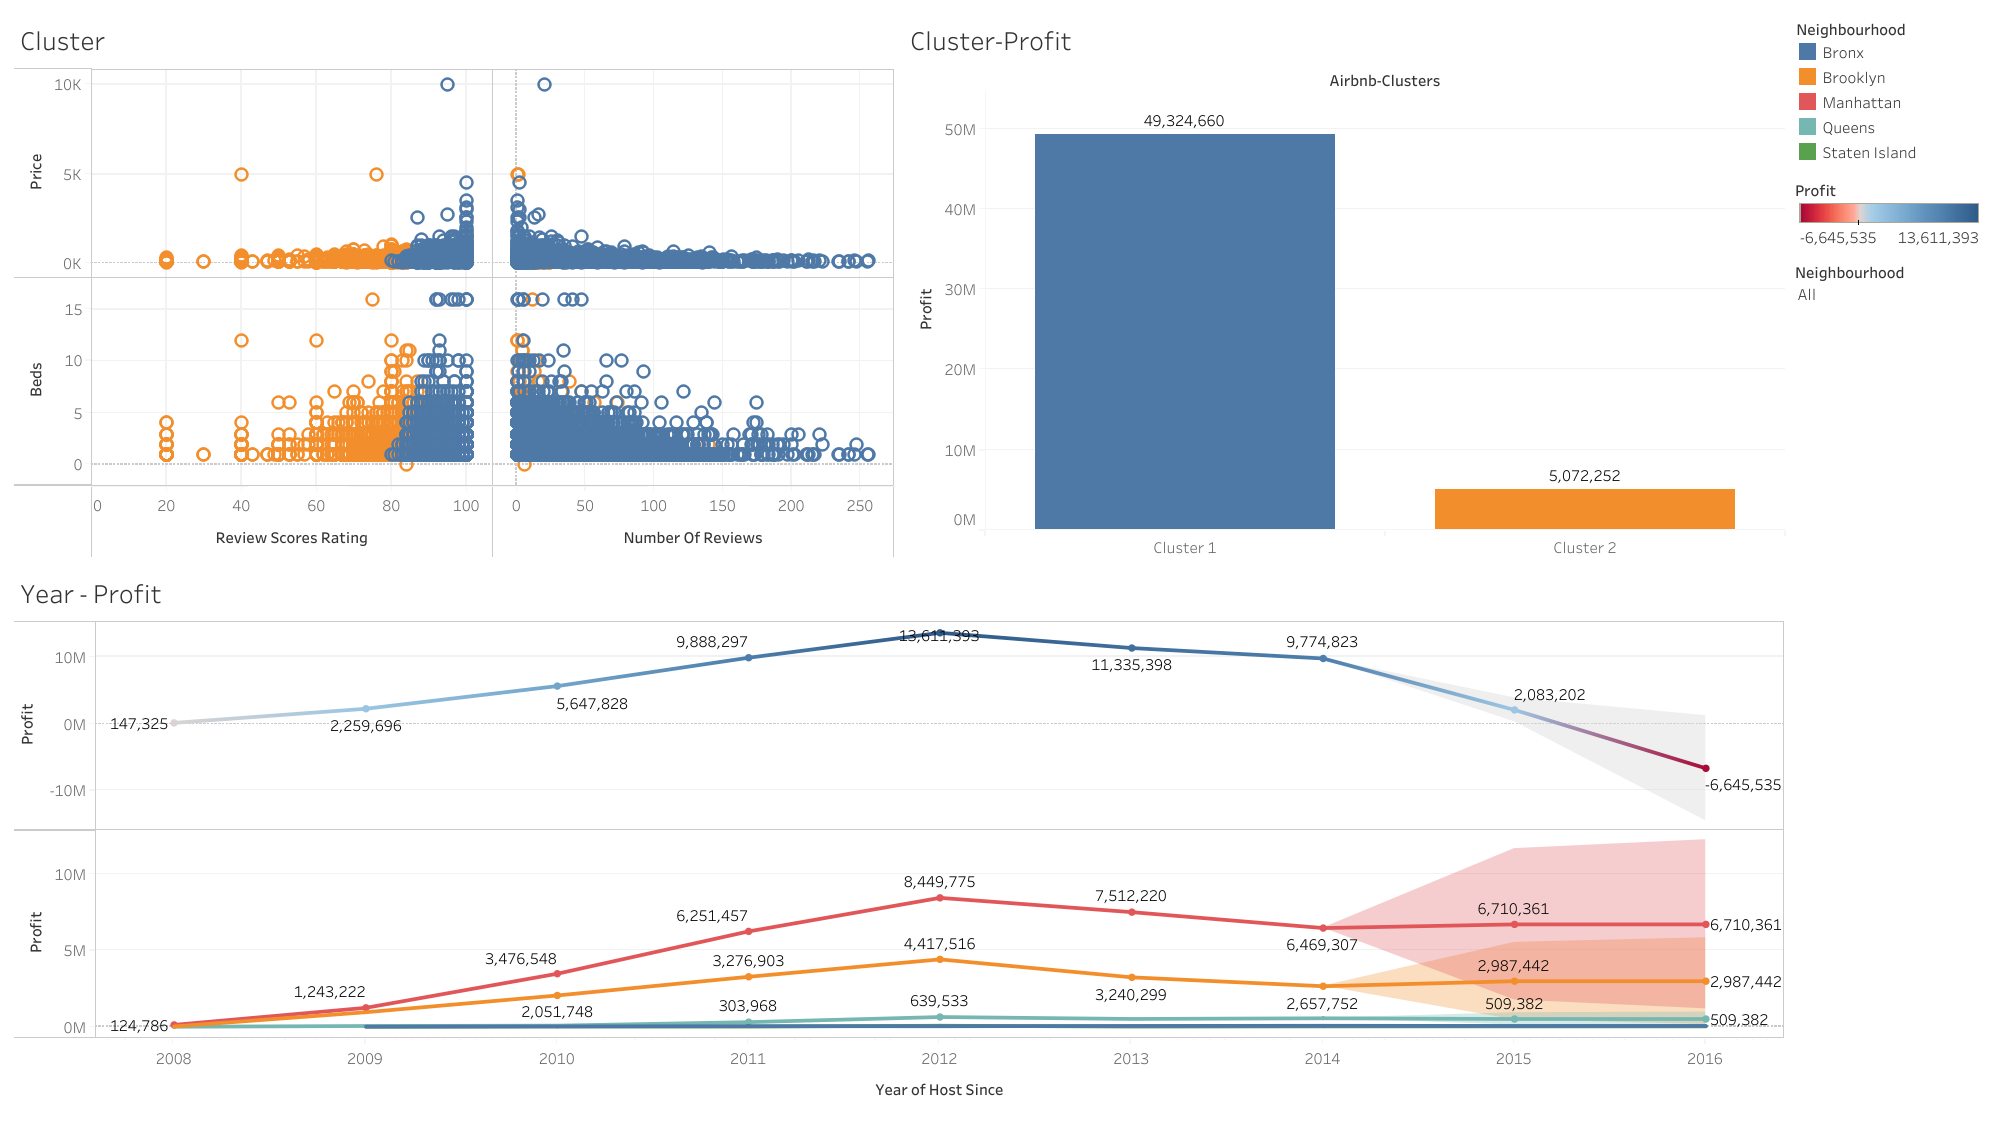 Cluster
Price
10K
5K
0K
Beds
15
10
5
0
0 20 40 60 80 100
0 50 100 150 200 250
Review Scores Rating
Number Of Reviews
Cluster-Profit
Airbnb-Clusters
Profit
50M
40M
30M
20M
10M
0M
49,324,660
5,072,252
Cluster 1
Cluster 2
Neighbourhood
Bronx
Brooklyn
Manhattan
Queens
Staten Island
Profit
-6,645,535 13,611,393
Neighbourhood
All
Year - Profit
Profit
10M
0M
-10M
147,325
2,259,696
5,647,828
9,888,297
13,611,393
11,335,398
9,774,823
2,083,202
-6,645,535
Profit
10M
5M
0M
124,786
1,243,222
3,476,548
6,251,457
8,449,775
7,512,220
6,469,307
6,710,361
6,710,361
2,051,748
3,276,903
4,417,516
3,240,299
2,657,752
2,987,442
2,987,442
303,968
639,533
509,382
509,382
2008 2009 2010 2011 2012 2013 2014 2015 2016
Year of Host Since